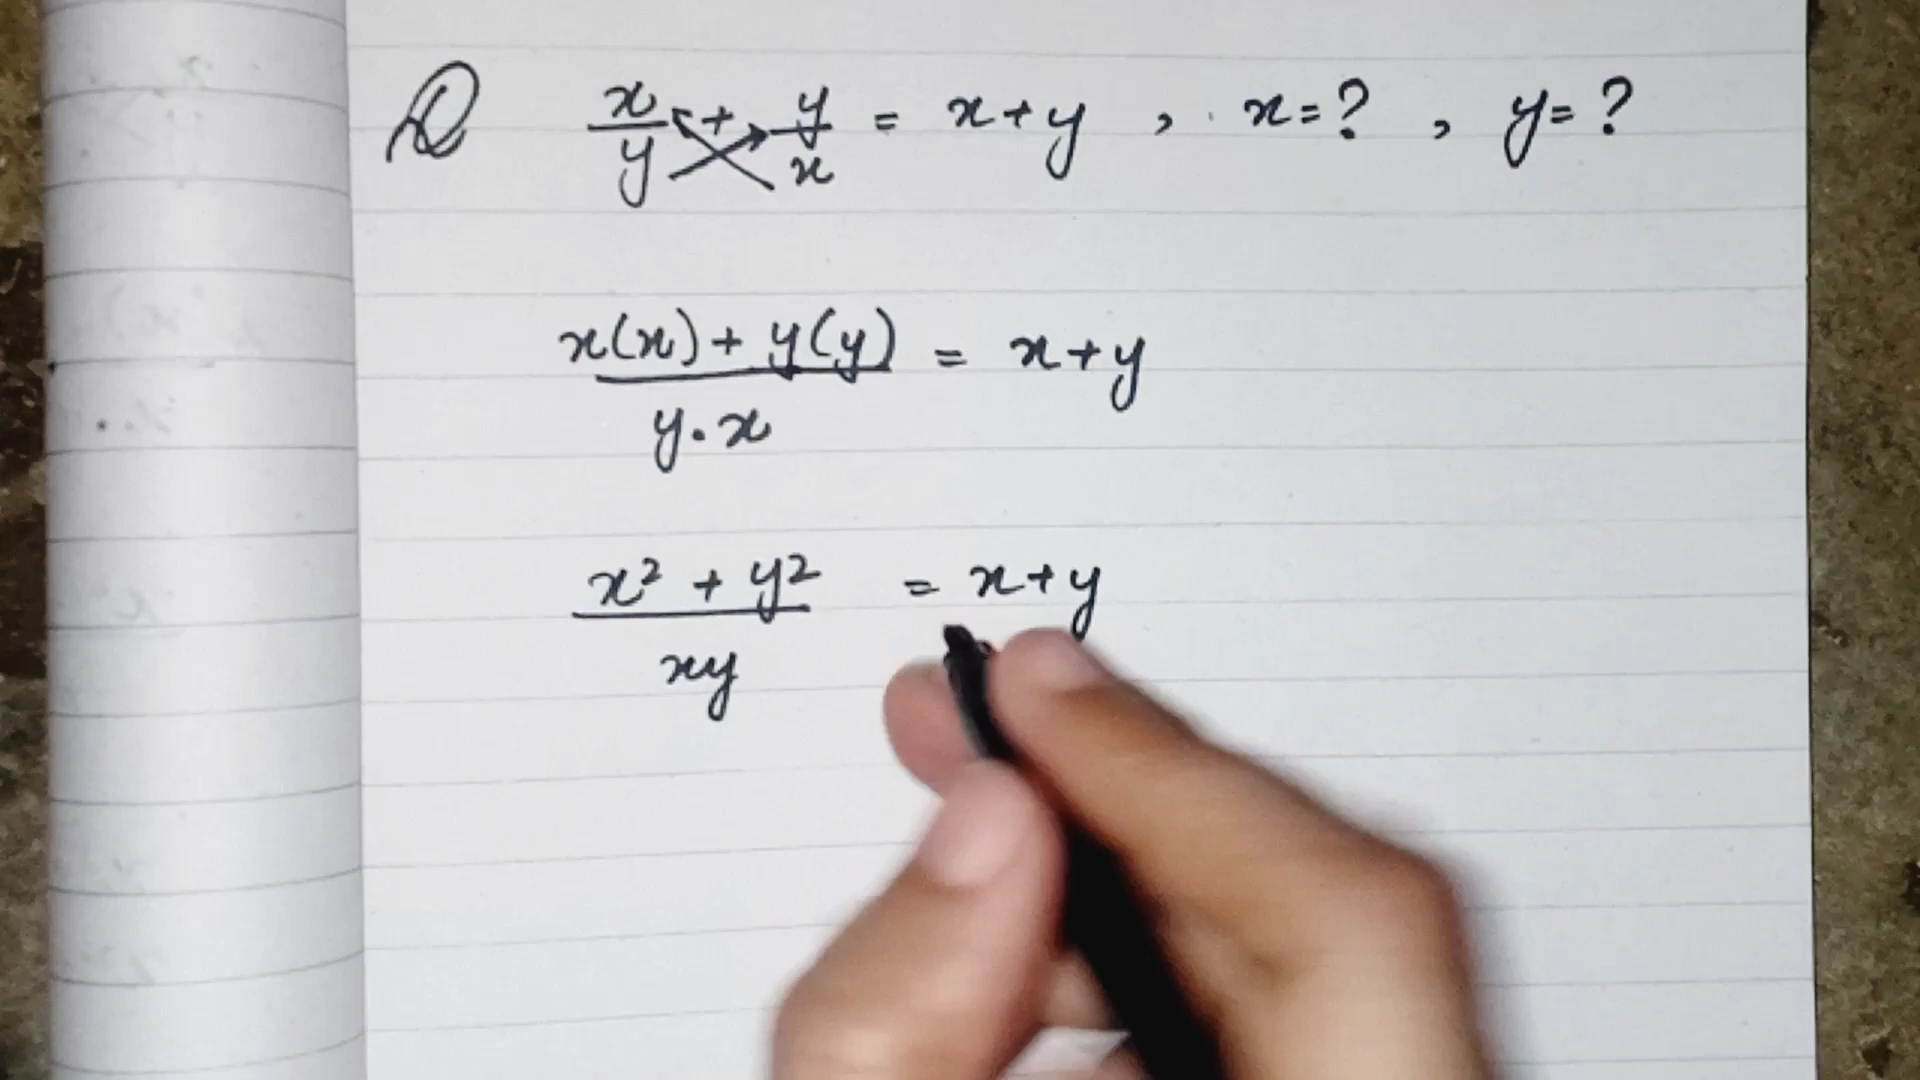 Q x/y + y/x = x+y , x=? , y=?
x(x)+ y(y) / y.x = x+y
x² + y² / xy = x+y